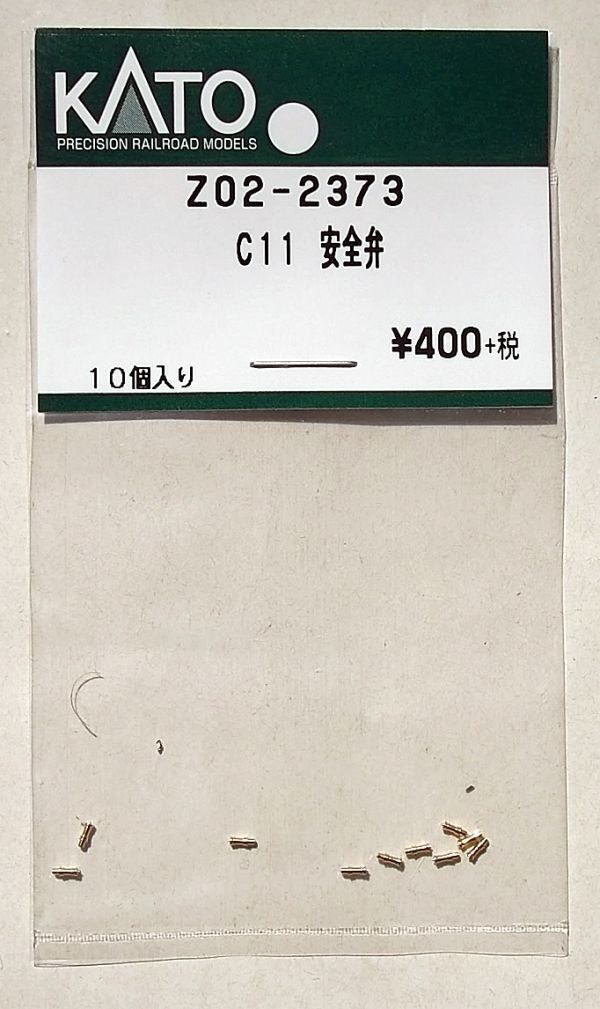 KATO
PRECISION RAILROAD MODELS
Z02-2373
C11 安全弁
¥400+税
10個入り